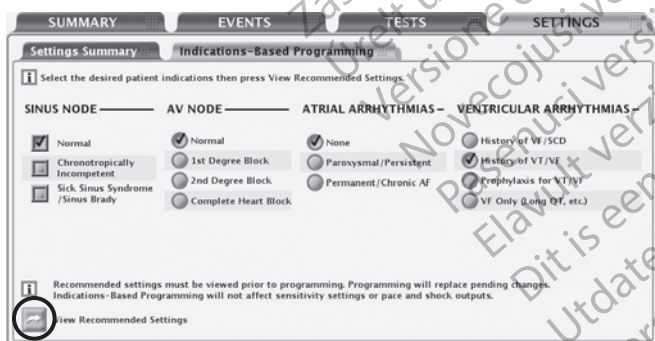 SUMMARY EVENTS TESTS SETTINGS
Settings Summary Indications-Based Programming
i Select the desired patient indications then press View Recommended Settings.
SINUS NODE AV NODE ATRIAL ARRHYTHMIAS VENTRICULAR ARRHYTHMIAS
Normal Normal None History of VF/SCD
Chronotropically Incompetent 1st Degree Block Paroxysmal/Persistent History of VT/VF
Sick Sinus Syndrome /Sinus Brady 2nd Degree Block Permanent/Chronic AF Prophylaxis for VT/VF
Complete Heart Block VF Only (Long QT, etc.)
i Recommended settings must be viewed prior to programming. Programming will replace pending changes.
Indications-Based Programming will not affect sensitivity settings or pace and shock outputs.
View Recommended Settings
Versione
Dit is een